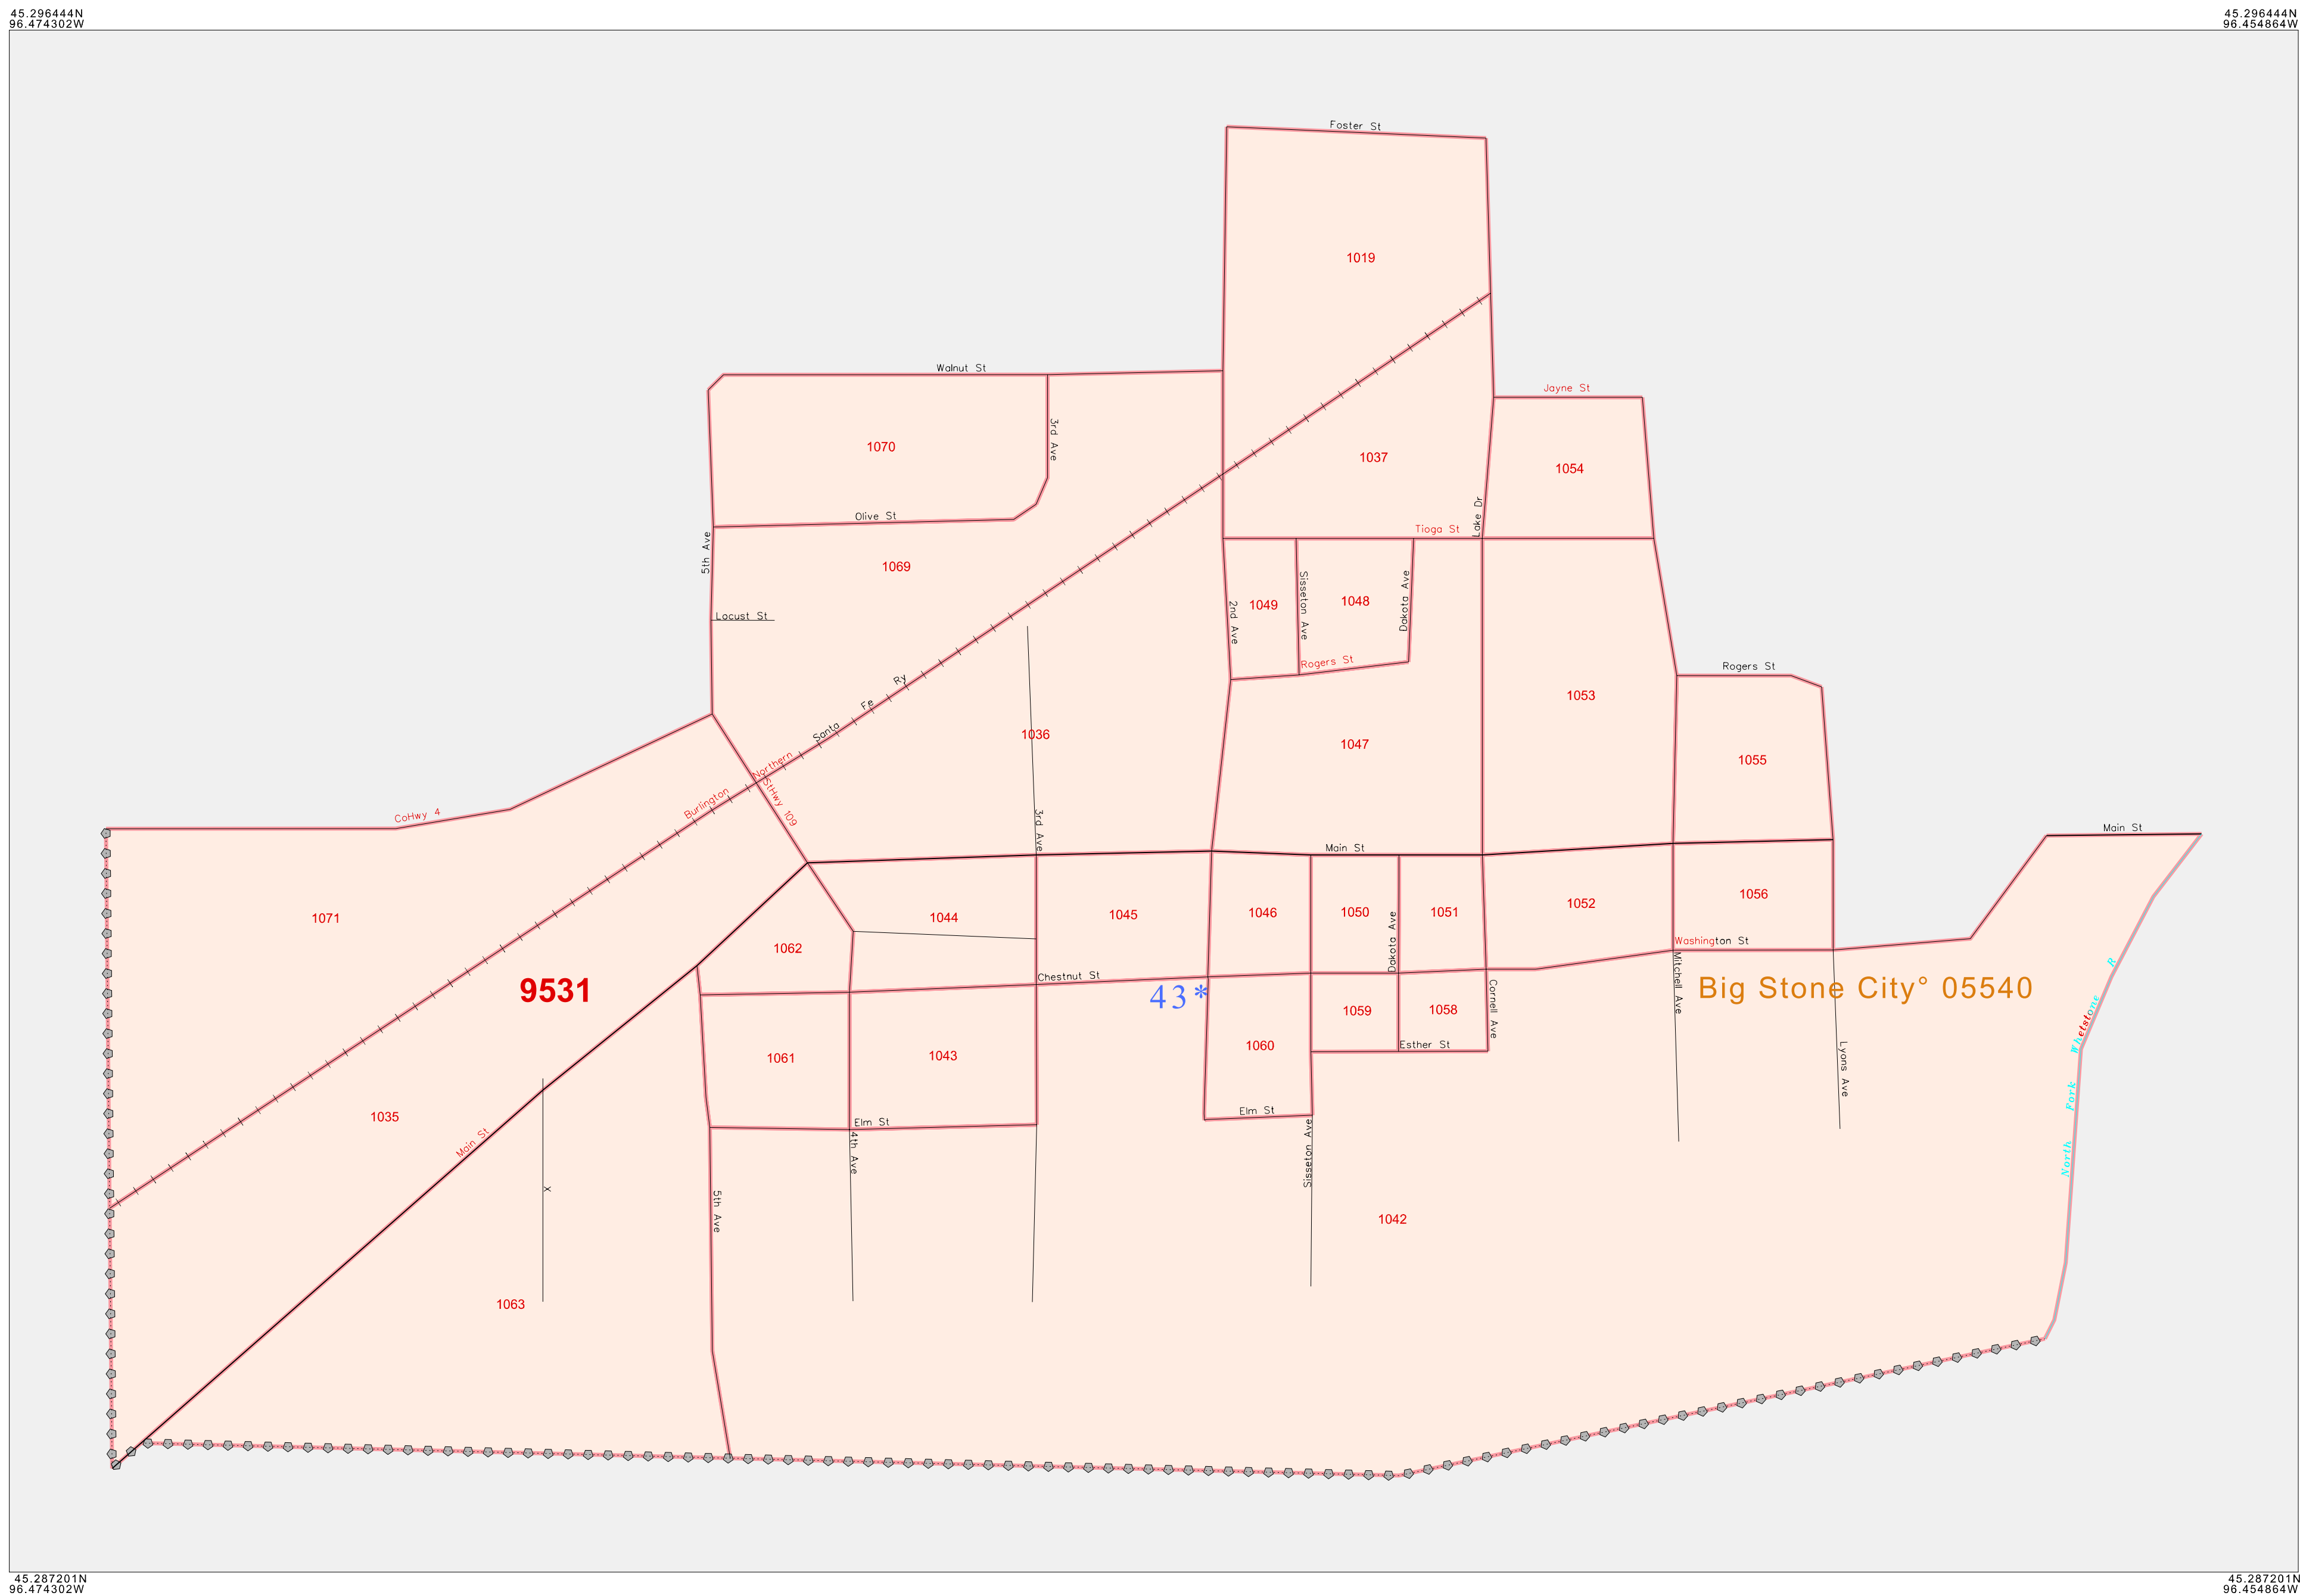 45.296444N
96.474302W
45.296444N
96.454864W
Foster St
1019
Walnut St
Jayne St
3rd Ave
1070
1037
1054
Lake Dr
Olive St
Tioga St
5th Ave
1069
Locust St
2nd Ave
1049
Sisseton Ave
1048
Dakota Ave
Rogers St
Rogers St
1053
1036
1047
1055
Burlington Northern Santa Fe Ry
StHwy 109
CoHwy 4
3rd Ave
Main St
Main St
1071
1044
1045
1046
1050
Dakota Ave
1051
1052
1056
1062
Washington St
Chestnut St
9531
43*
Big Stone City° 05540
Mitchell Ave
Cornell Ave
1059
1058
Esther St
1061
1043
1060
Lyons Ave
North Fork Whetstone R
1035
Main St
Elm St
Elm St
4th Ave
Sisseton Ave
X
5th Ave
1042
1063
45.287201N
96.474302W
45.287201N
96.454864W